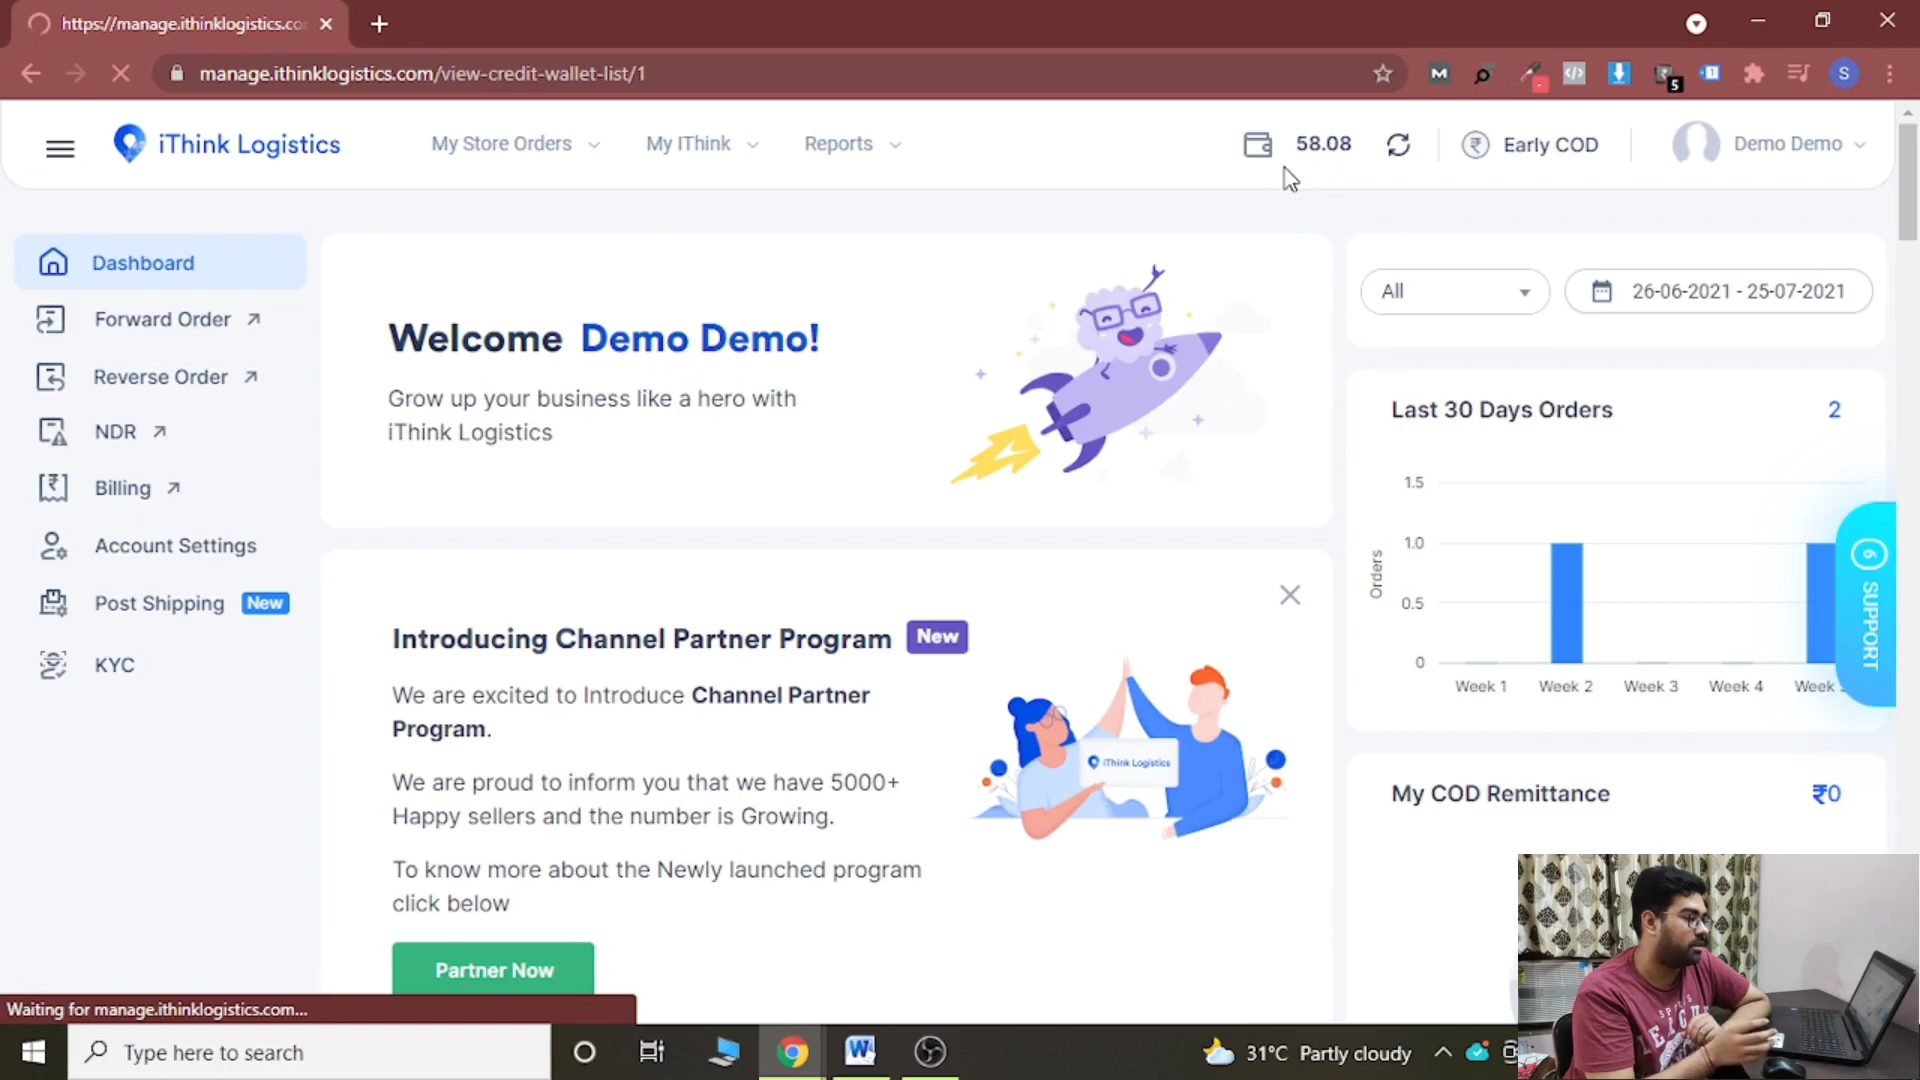 https://manage.ithinklogistics.co
manage.ithinklogistics.com/view-credit-wallet-list/1
M
5
1
S
iThink Logistics
My Store Orders
My IThink
Reports
58.08
₹
Early COD
Demo Demo
Dashboard
Forward Order
Reverse Order
NDR
Billing
Account Settings
Post Shipping New
KYC
Welcome Demo Demo!
Grow up your business like a hero with
iThink Logistics
All
26-06-2021 - 25-07-2021
Last 30 Days Orders
2
1.5
1.0
0.5
0
Orders
Week 1
Week 2
Week 3
Week 4
Week
SUPPORT
Introducing Channel Partner Program New
We are excited to Introduce Channel Partner
Program.
We are proud to inform you that we have 5000+
Happy sellers and the number is Growing.
To know more about the Newly launched program
click below
iThink Logistics
Partner Now
My COD Remittance
₹0
Waiting for manage.ithinklogistics.com...
Type here to search
W
31°C Partly cloudy